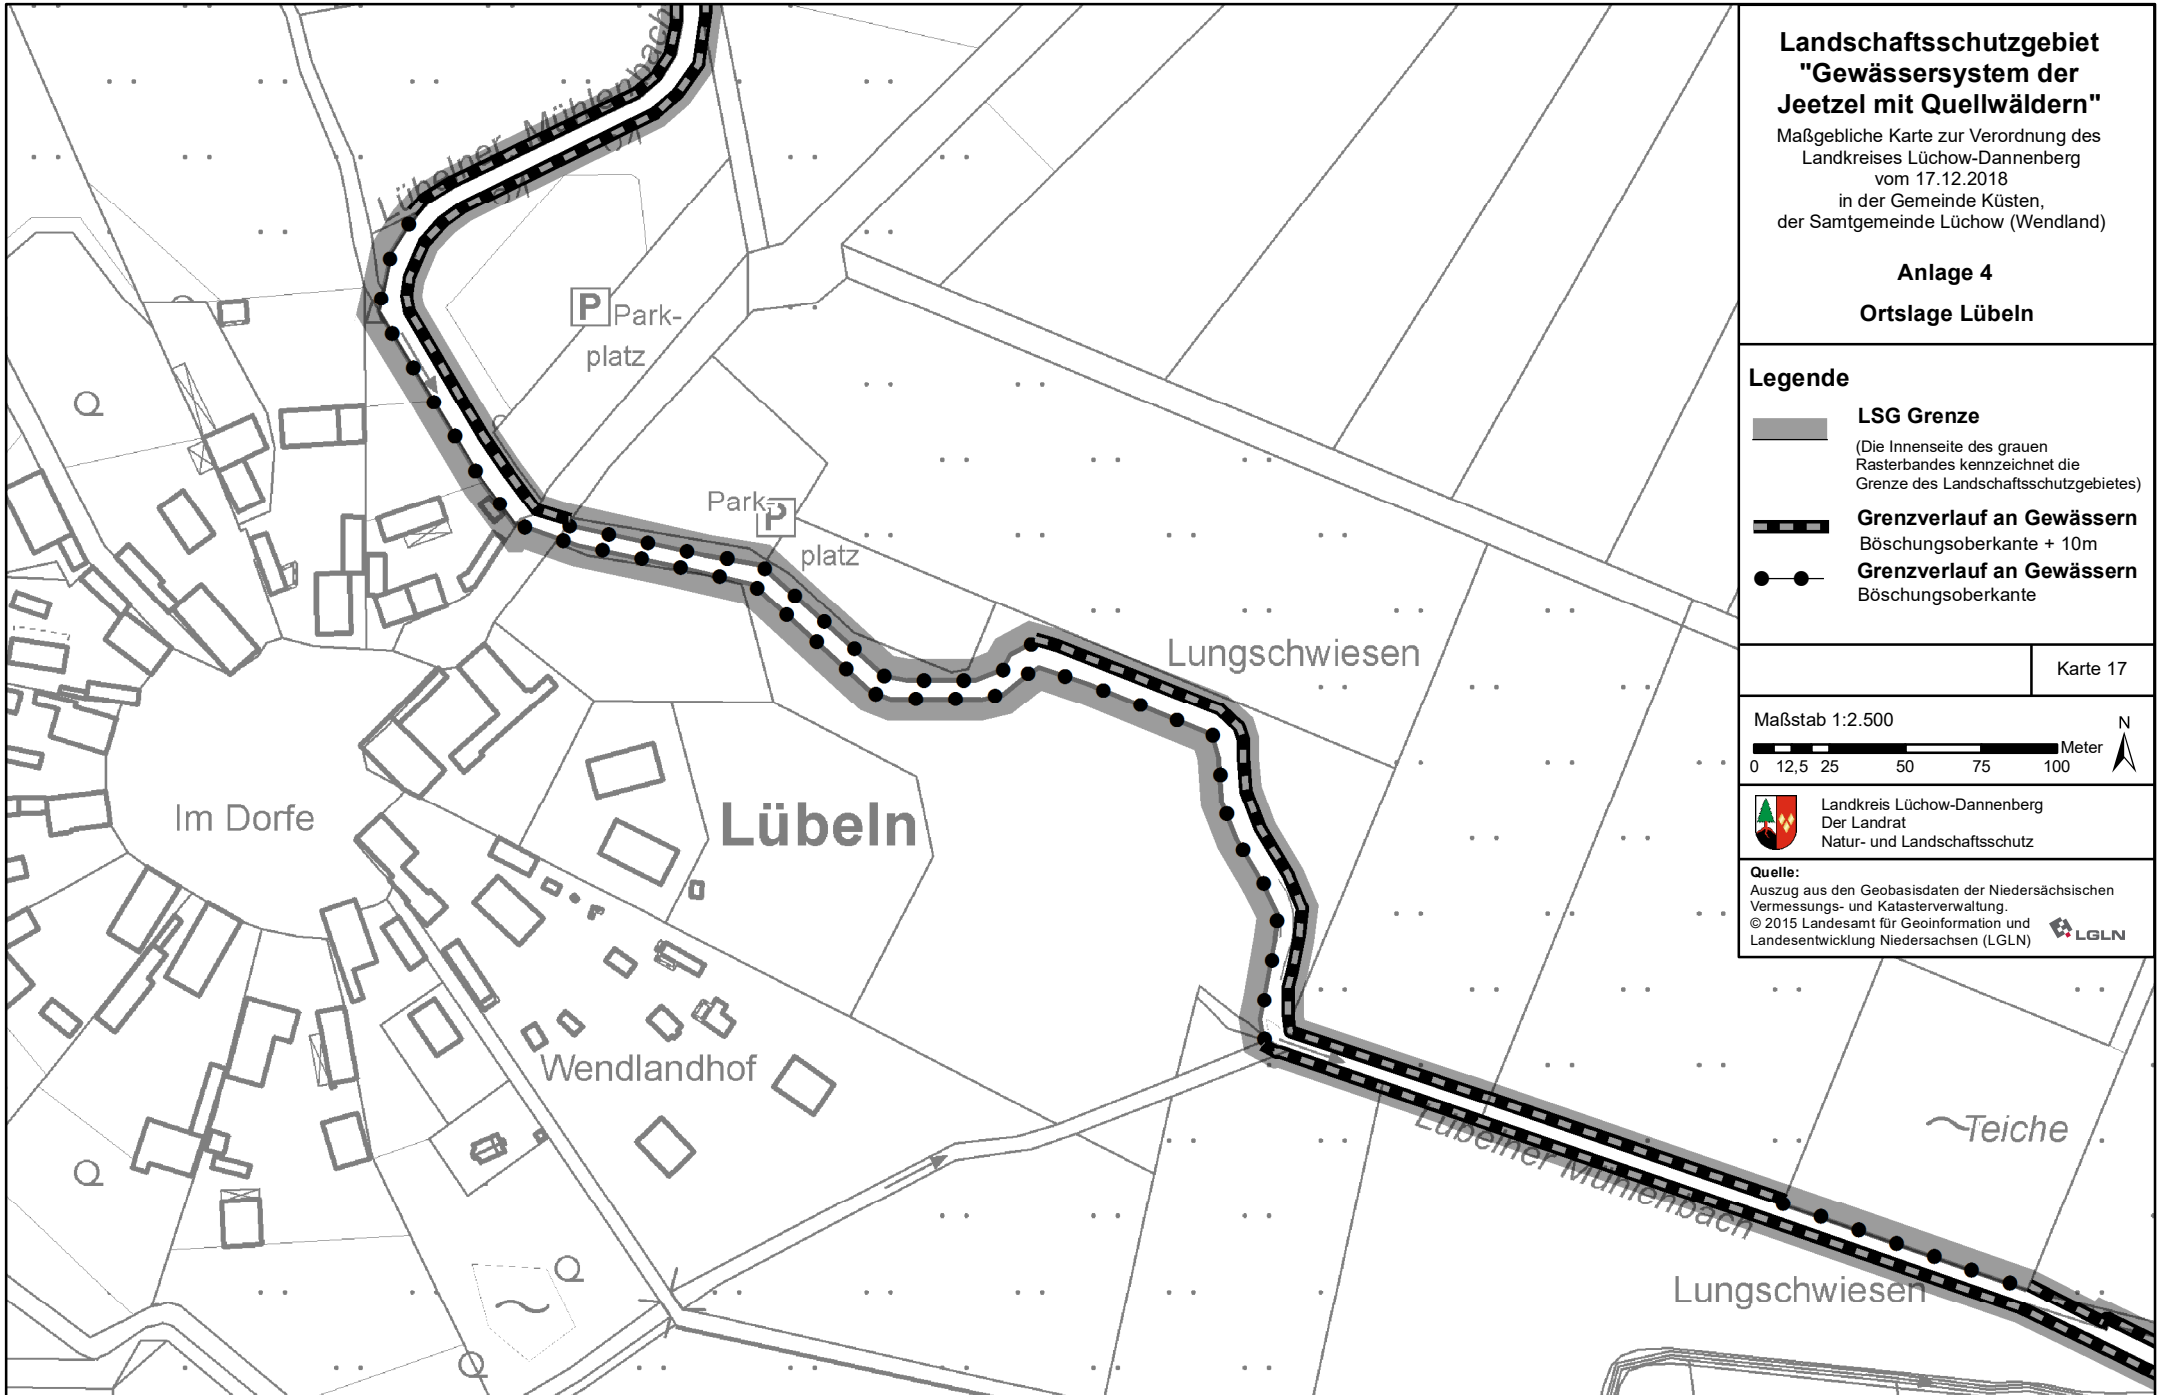 Lübelner Mühlenbach
P Park-
platz
Park-
P
platz
Lungschwiesen
Im Dorfe
Lübeln
Wendlandhof
Lübelner Mühlenbach
Teiche
Lungschwiesen
Landschaftsschutzgebiet
"Gewässersystem der
Jeetzel mit Quellwäldern"
Maßgebliche Karte zur Verordnung des
Landkreises Lüchow-Dannenberg
vom 17.12.2018
in der Gemeinde Küsten,
der Samtgemeinde Lüchow (Wendland)
Anlage 4
Ortslage Lübeln
Legende
LSG Grenze
(Die Innenseite des grauen
Rasterbandes kennzeichnet die
Grenze des Landschaftsschutzgebietes)
Grenzverlauf an Gewässern
Böschungsoberkante + 10m
Grenzverlauf an Gewässern
Böschungsoberkante
Karte 17
Maßstab 1:2.500
N
Meter
0 12,5 25 50 75 100
Landkreis Lüchow-Dannenberg
Der Landrat
Natur- und Landschaftsschutz
Quelle:
Auszug aus den Geobasisdaten der Niedersächsischen
Vermessungs- und Katasterverwaltung.
© 2015 Landesamt für Geoinformation und
Landesentwicklung Niedersachsen (LGLN)
LGLN